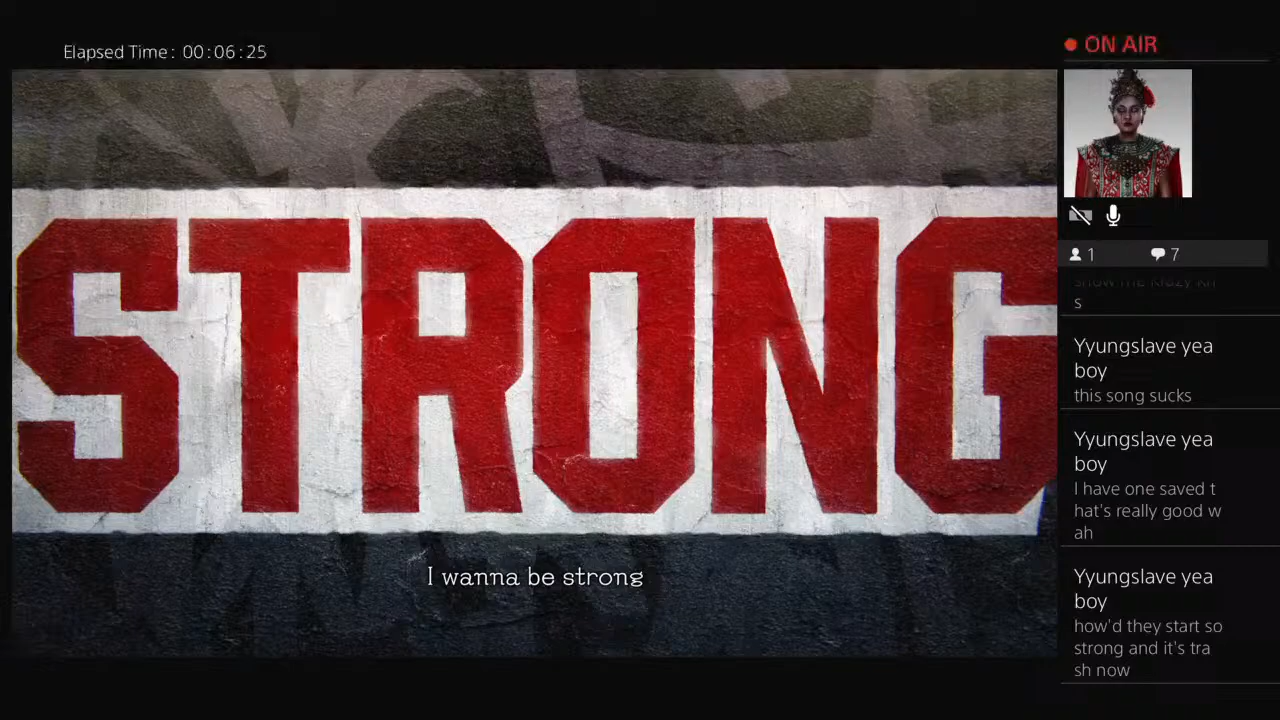 Elapsed Time: 00:06:25
ON AIR
STRONG
I wanna be strong
1
7
s
Yyungslave yea
boy
this song sucks
Yyungslave yea
boy
I have one saved t
hat's really good w
ah
Yyungslave yea
boy
how'd they start so
strong and it's tra
sh now